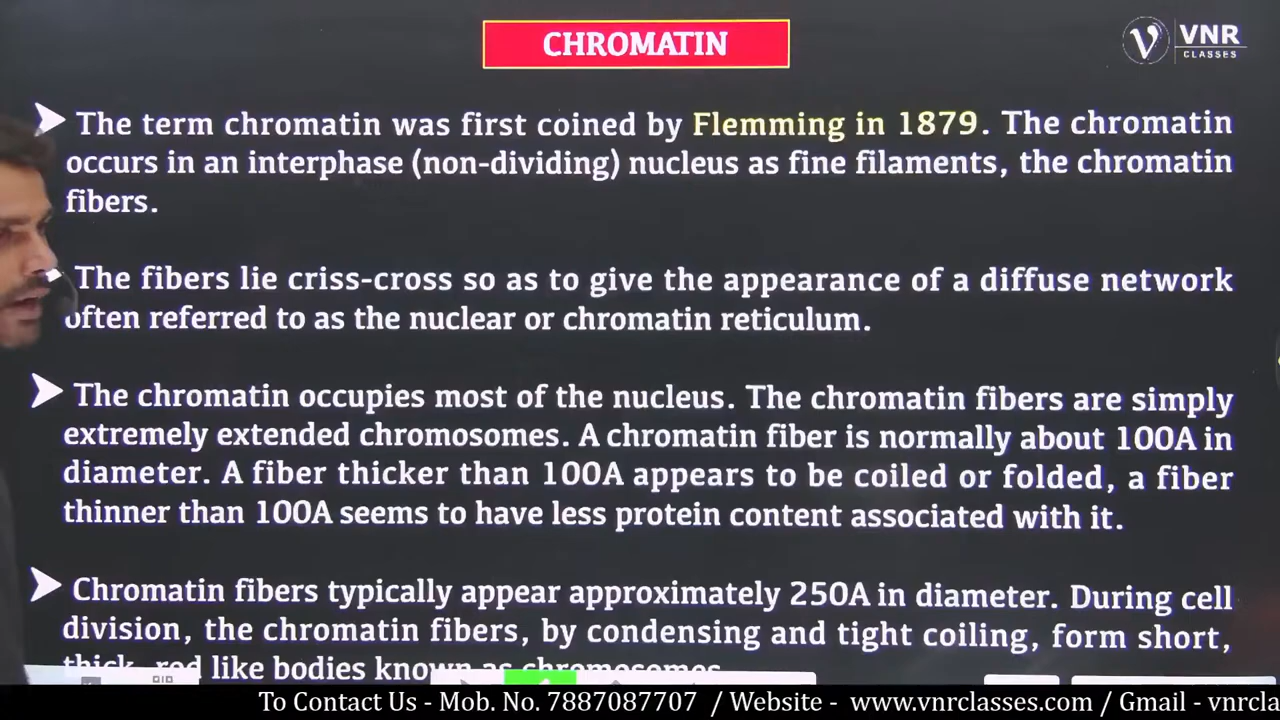 CHROMATIN
VNR
CLASSES
The term chromatin was first coined by Flemming in 1879. The chromatin
occurs in an interphase (non-dividing) nucleus as fine filaments, the chromatin
fibers.
The fibers lie criss-cross so as to give the appearance of a diffuse network
often referred to as the nuclear or chromatin reticulum.
The chromatin occupies most of the nucleus. The chromatin fibers are simply
extremely extended chromosomes. A chromatin fiber is normally about 100A in
diameter. A fiber thicker than 100A appears to be coiled or folded, a fiber
thinner than 100A seems to have less protein content associated with it.
Chromatin fibers typically appear approximately 250A in diameter. During cell
division, the chromatin fibers, by condensing and tight coiling, form short,
thick, rod like bodies known as chromosomes.
To Contact Us - Mob. No. 7887087707 / Website - www.vnrclasses.com / Gmail - vnrcla